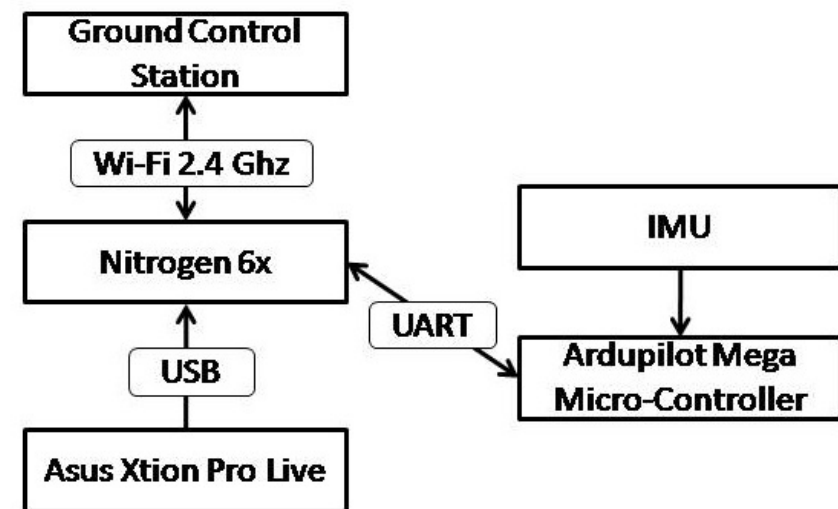 Ground Control
Station
Wi-Fi 2.4 Ghz
Nitrogen 6x
IMU
UART
Ardupilot Mega
Micro-Controller
USB
Asus Xtion Pro Live